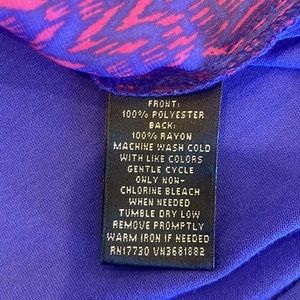 FRONT:
100% POLYESTER
BACK:
100% RAYON
MACHINE WASH COLD
WITH LIKE COLORS
GENTLE CYCLE
ONLY NON-
CHLORINE BLEACH
WHEN NEEDED
TUMBLE DRY LOW
REMOVE PROMPTLY
WARM IRON IF NEEDED
RN17730 VN3681882